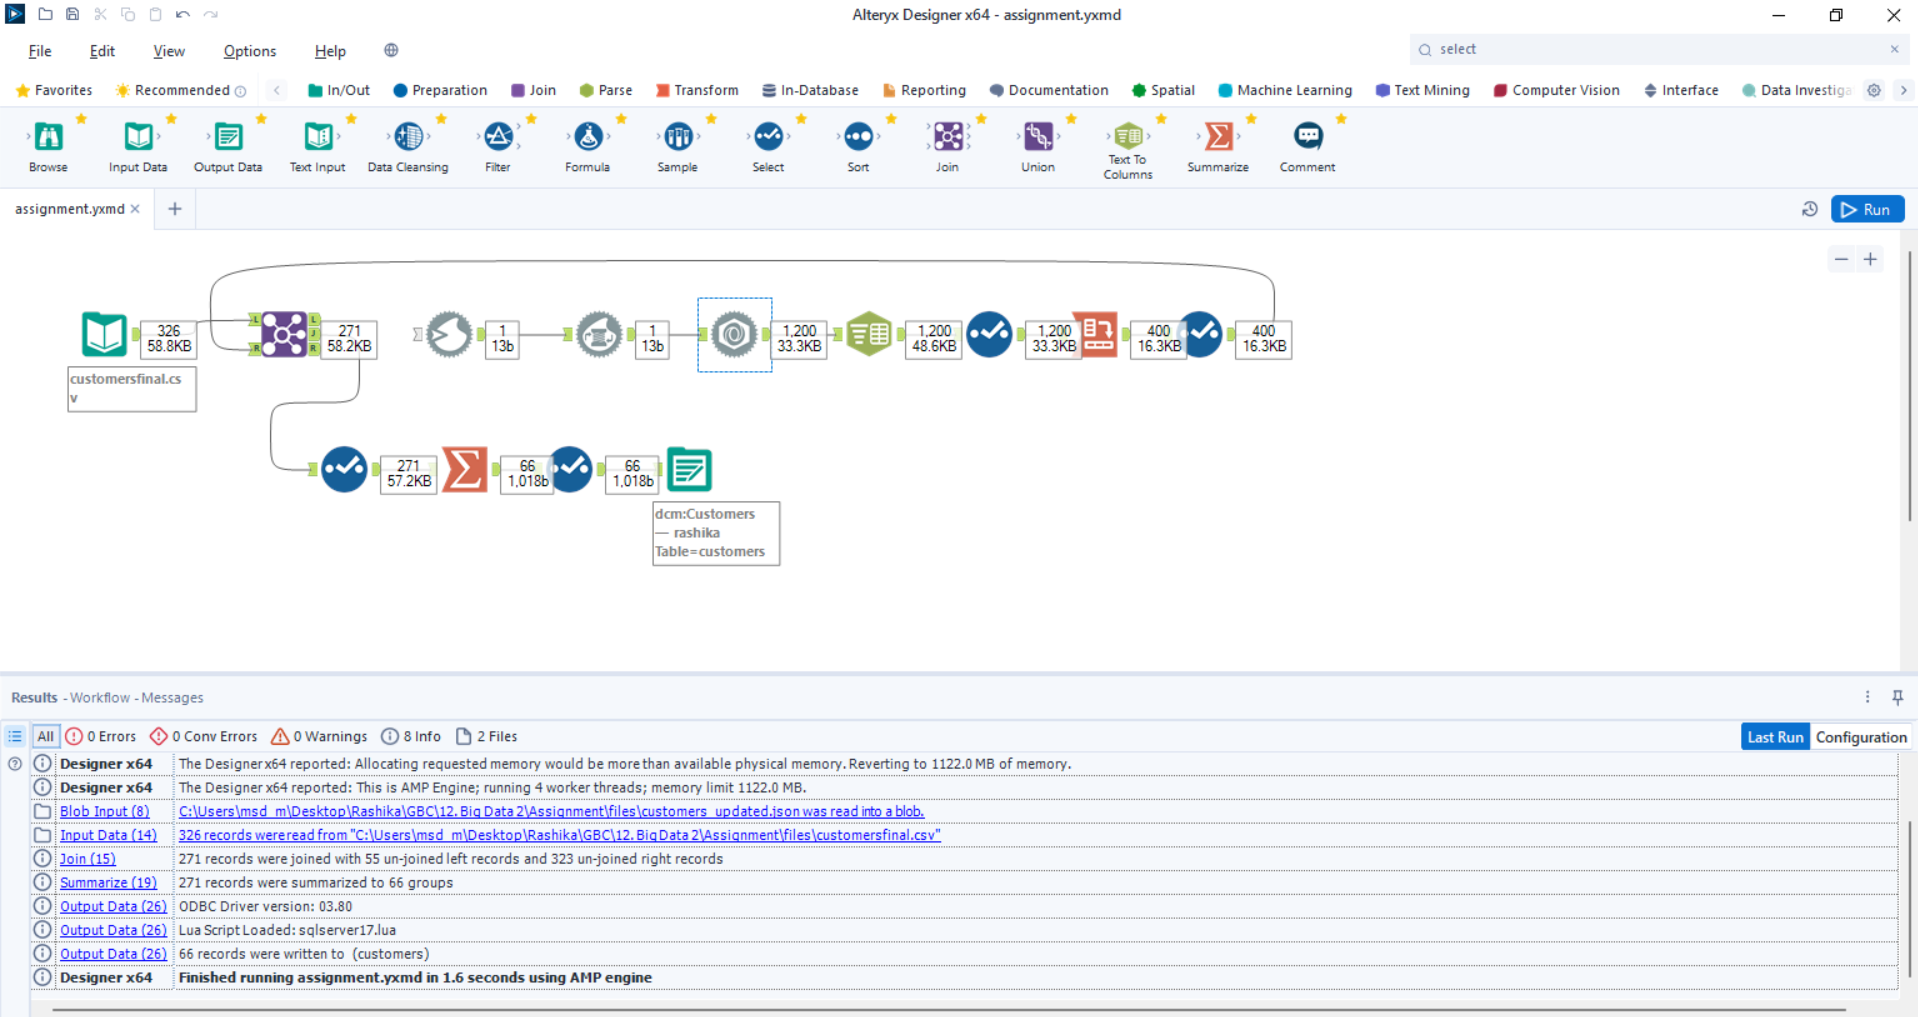 Alteryx Designer x64 - assignment.yxmd
File Edit View Options Help
select
Favorites Recommended In/Out Preparation Join Parse Transform In-Database Reporting Documentation Spatial Machine Learning Text Mining Computer Vision Interface Data Investiga
Browse Input Data Output Data Text Input Data Cleansing Filter Formula Sample Select Sort Join Union Text To Columns Summarize Comment
assignment.yxmd
Run
326
58.8KB
L
R
L
J
R
271
58.2KB
1
13b
1
13b
1,200
33.3KB
1,200
48.6KB
1,200
33.3KB
400
16.3KB
400
16.3KB
customersfinal.cs
v
271
57.2KB
66
1,018b
66
1,018b
dcm:Customers
— rashika
Table=customers
Results - Workflow - Messages
All 0 Errors 0 Conv Errors 0 Warnings 8 Info 2 Files Last Run Configuration
Designer x64 The Designer x64 reported: Allocating requested memory would be more than available physical memory. Reverting to 1122.0 MB of memory.
Designer x64 The Designer x64 reported: This is AMP Engine; running 4 worker threads; memory limit 1122.0 MB.
Blob Input (8) C:\Users\msd_m\Desktop\Rashika\GBC\12. Big Data 2\Assignment\files\customers_updated.json was read into a blob.
Input Data (14) 326 records were read from "C:\Users\msd_m\Desktop\Rashika\GBC\12. Big Data 2\Assignment\files\customersfinal.csv"
Join (15) 271 records were joined with 55 un-joined left records and 323 un-joined right records
Summarize (19) 271 records were summarized to 66 groups
Output Data (26) ODBC Driver version: 03.80
Output Data (26) Lua Script Loaded: sqlserver17.lua
Output Data (26) 66 records were written to (customers)
Designer x64 Finished running assignment.yxmd in 1.6 seconds using AMP engine